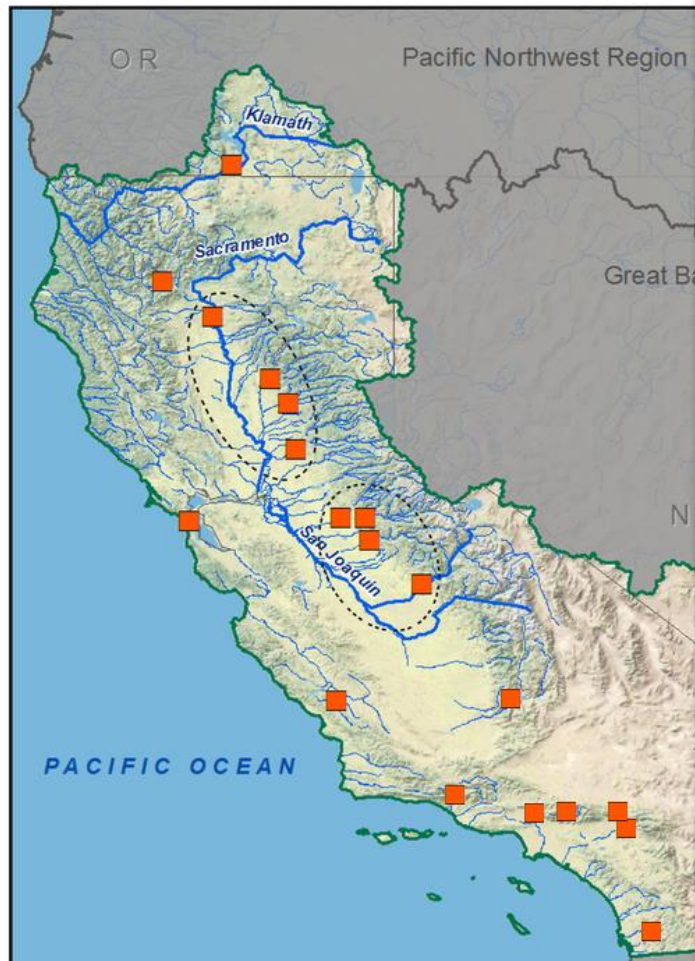 OR
Pacific Northwest Region
Klamath
Sacramento
Great Ba
N
San Joaquin
PACIFIC OCEAN